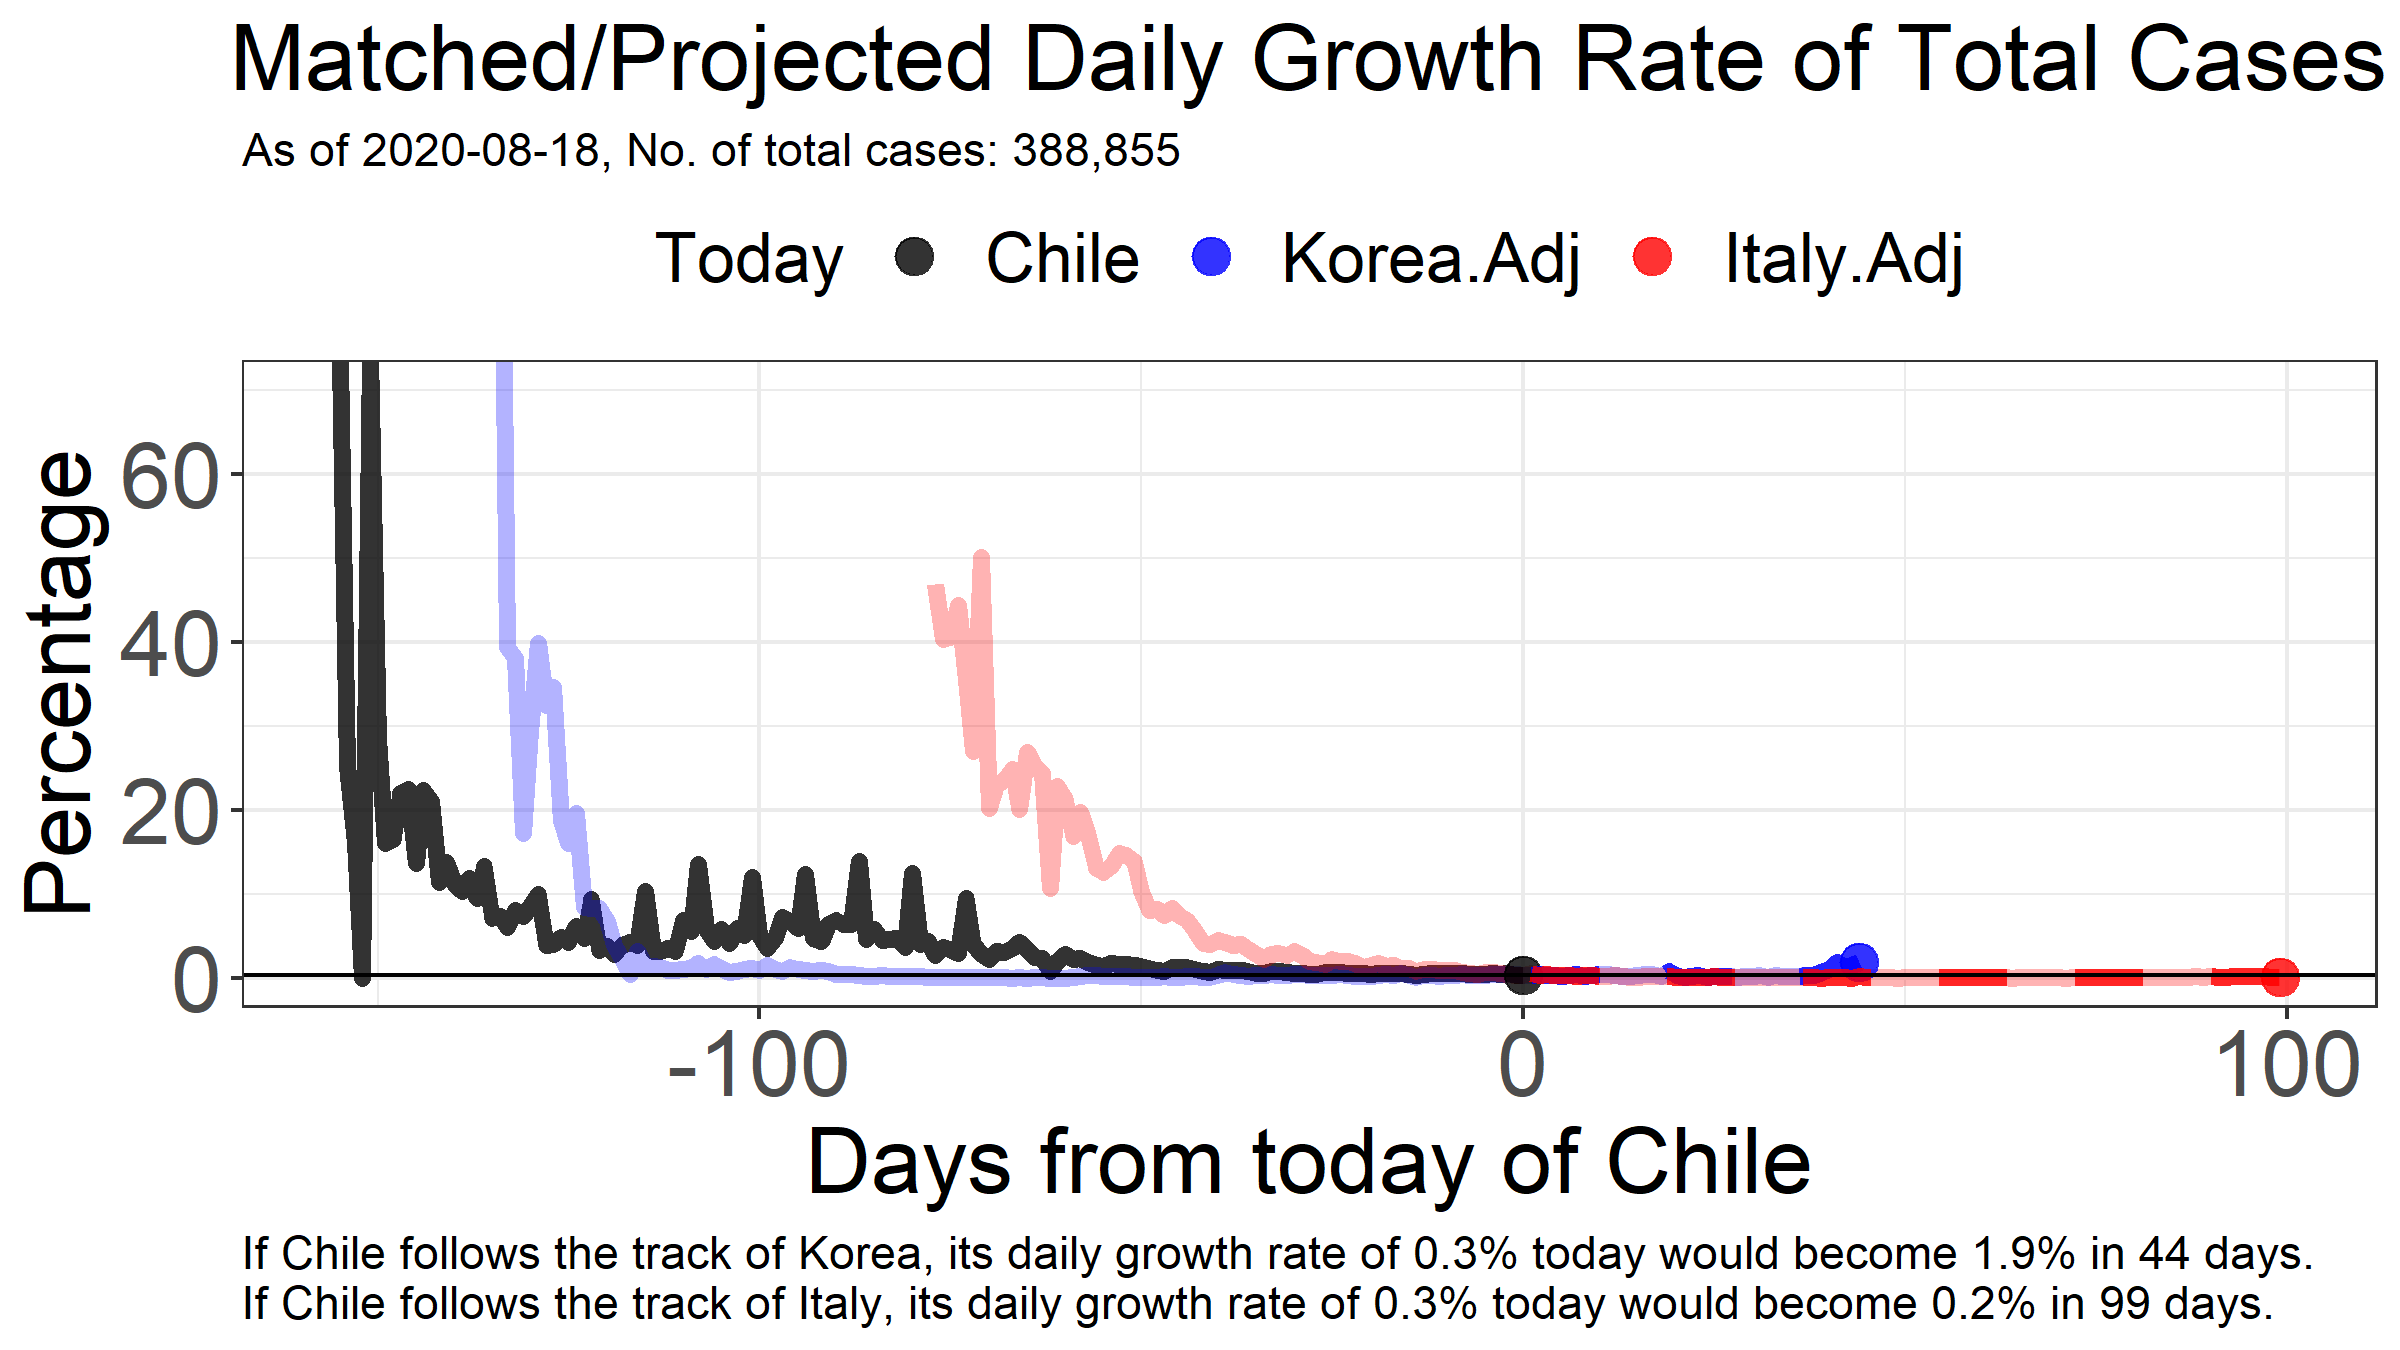 Matched/Projected Daily Growth Rate of Total Cases
As of 2020-08-18, No. of total cases: 388,855
Today Chile Korea.Adj Italy.Adj
Percentage
60
40
20
0
-100 0 100
Days from today of Chile
If Chile follows the track of Korea, its daily growth rate of 0.3% today would become 1.9% in 44 days.
If Chile follows the track of Italy, its daily growth rate of 0.3% today would become 0.2% in 99 days.